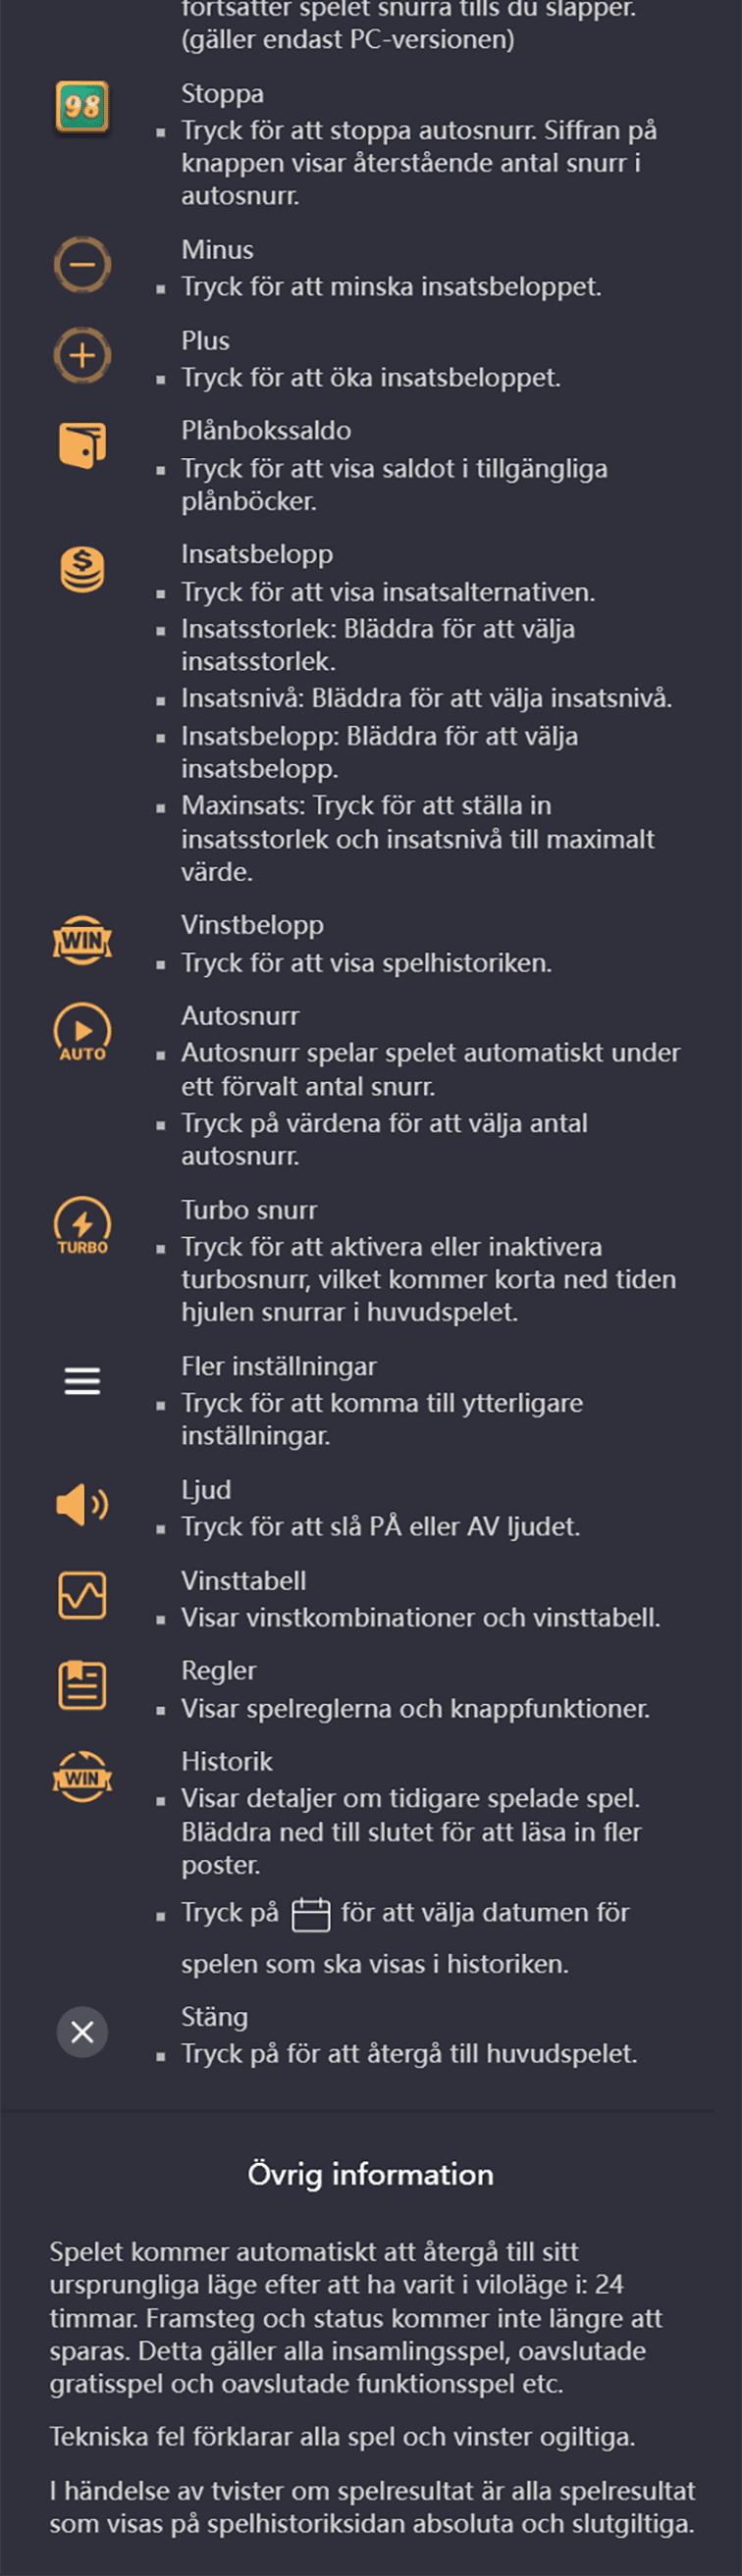 fortsätter spelet snurra tills du släpper.
(gäller endast PC-versionen)
98
Stoppa
Tryck för att stoppa autosnurr. Siffran på
knappen visar återstående antal snurr i
autosnurr.
Minus
Tryck för att minska insatsbeloppet.
Plus
Tryck för att öka insatsbeloppet.
Plånbokssaldo
Tryck för att visa saldot i tillgängliga
plånböcker.
$
Insatsbelopp
Tryck för att visa insatsalternativen.
Insatsstorlek: Bläddra för att välja
insatsstorlek.
Insatsnivå: Bläddra för att välja insatsnivå.
Insatsbelopp: Bläddra för att välja
insatsbelopp.
Maxinsats: Tryck för att ställa in
insatsstorlek och insatsnivå till maximalt
värde.
WIN
Vinstbelopp
Tryck för att visa spelhistoriken.
AUTO
Autosnurr
Autosnurr spelar spelet automatiskt under
ett förvalt antal snurr.
Tryck på värdena för att välja antal
autosnurr.
TURBO
Turbo snurr
Tryck för att aktivera eller inaktivera
turbosnurr, vilket kommer korta ned tiden
hjulen snurrar i huvudspelet.
Fler inställningar
Tryck för att komma till ytterligare
inställningar.
Ljud
Tryck för att slå PÅ eller AV ljudet.
Vinsttabell
Visar vinstkombinationer och vinsttabell.
Regler
Visar spelreglerna och knappfunktioner.
WIN
Historik
Visar detaljer om tidigare spelade spel.
Bläddra ned till slutet för att läsa in fler
poster.
Tryck på för att välja datumen för
spelen som ska visas i historiken.
Stäng
Tryck på för att återgå till huvudspelet.
Övrig information
Spelet kommer automatiskt att återgå till sitt
ursprungliga läge efter att ha varit i viloläge i: 24
timmar. Framsteg och status kommer inte längre att
sparas. Detta gäller alla insamlingsspel, oavslutade
gratisspel och oavslutade funktionsspel etc.
Tekniska fel förklarar alla spel och vinster ogiltiga.
I händelse av tvister om spelresultat är alla spelresultat
som visas på spelhistoriksidan absoluta och slutgiltiga.